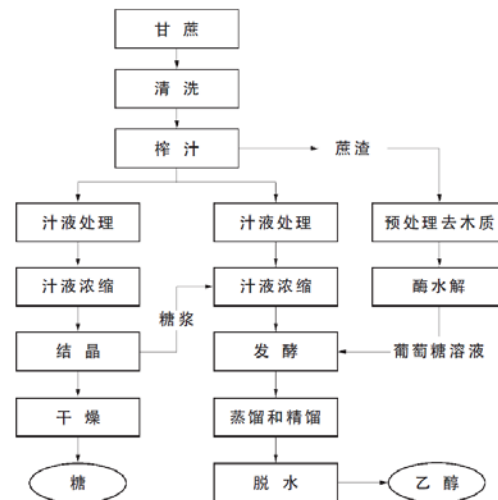 甘蔗
清洗
榨汁
蔗渣
汁液处理
汁液处理
预处理去木质
汁液浓缩
汁液浓缩
酶水解
糖浆
结晶
发酵
葡萄糖溶液
干燥
蒸馏和精馏
糖
脱水
乙醇